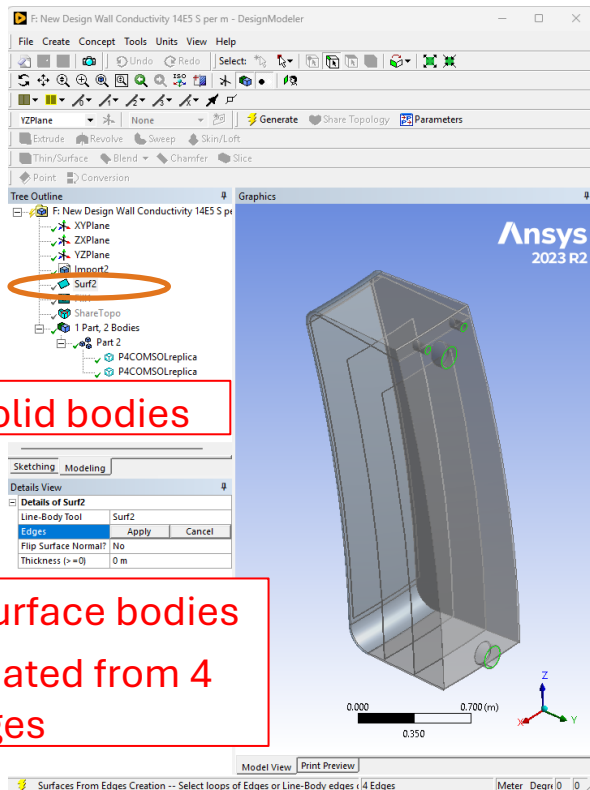 F: New Design Wall Conductivity 14E5 S per m - DesignModeler
File Create Concept Tools Units View Help
Undo Redo Select:
YZPlane None Generate Share Topology Parameters
Extrude Revolve Sweep Skin/Loft
Thin/Surface Blend Chamfer Slice
Point Conversion
Tree Outline
Graphics
F: New Design Wall Conductivity 14E5 S pe
XYPlane
ZXPlane
YZPlane
Import2
Surf2
ShareTopo
1 Part, 2 Bodies
Part 2
P4COMSOLreplica
P4COMSOLreplica
olid bodies
Sketching Modeling
Details View
Details of Surf2
Line-Body Tool Surf2
Edges Apply Cancel
Flip Surface Normal? No
Thickness (>=0) 0 m
urface bodies
ated from 4
ges
Ansys
2023 R2
0.000 0.700 (m)
0.350
Z
X
Y
Model View Print Preview
Surfaces From Edges Creation -- Select loops of Edges or Line-Body edges 4 Edges Meter Degre 0 0